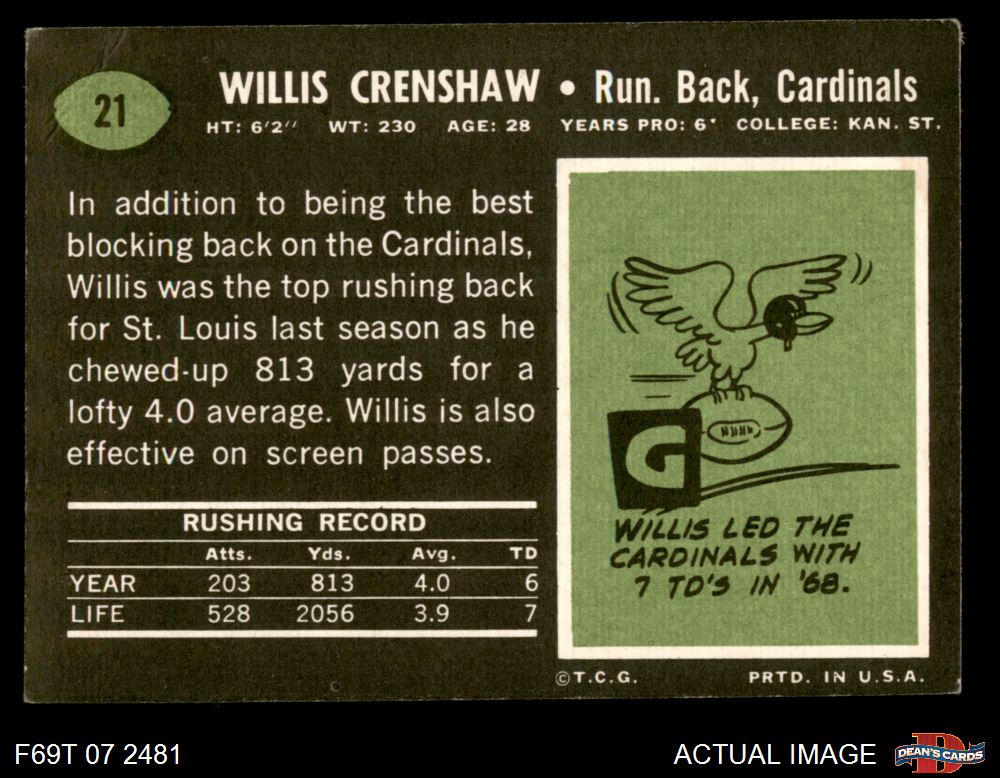 21
WILLIS CRENSHAW • Run. Back, Cardinals
HT: 6'2" WT: 230 AGE: 28 YEARS PRO: 6 COLLEGE: KAN. ST.
In addition to being the best
blocking back on the Cardinals,
Willis was the top rushing back
for St. Louis last season as he
chewed-up 813 yards for a
lofty 4.0 average. Willis is also
effective on screen passes.
RUSHING RECORD
Atts. Yds. Avg. TD
YEAR 203 813 4.0 6
LIFE 528 2056 3.9 7
G
WILLIS LED THE
CARDINALS WITH
7 TD'S IN '68.
©T.C.G. PRTD. IN U.S.A.
F69T 07 2481
ACTUAL IMAGE
D
DEAN'S CARDS